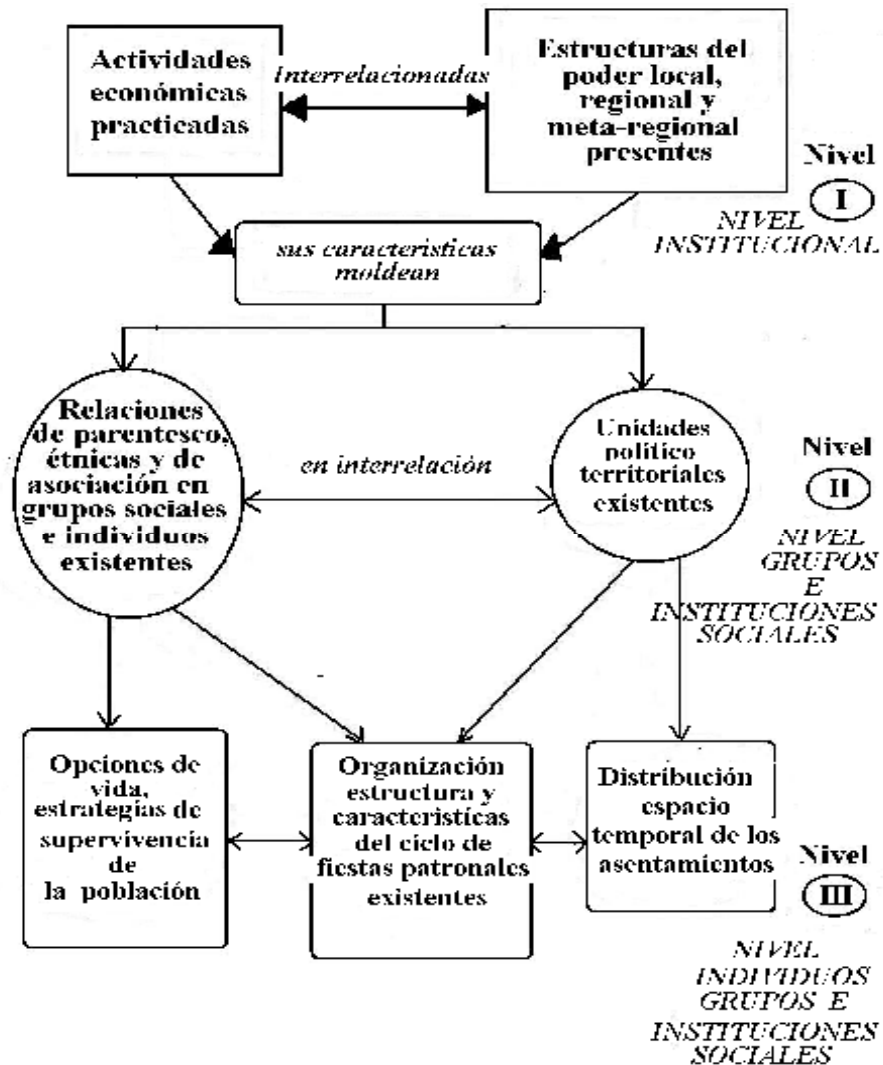 Actividades
económicas
practicadas
Interrelacionadas
Estructuras del
poder local,
regional y
meta-regional
presentes
Nivel
I
NIVEL
INSTITUCIONAL
sus características
moldean
Relaciones
de parentesco,
étnicas y de
asociación en
grupos sociales
e individuos
existentes
en interrelación
Unidades
político
territoriales
existentes
Nivel
II
NIVEL
GRUPOS
E
INSTITUCIONES
SOCIALES
Opciones de
vida,
estrategias de
supervivencia
de
la población
Organización
estructura y
características
del ciclo de
fiestas patronales
existentes
Distribución
espacio
temporal de los
asentamientos
Nivel
III
NIVEL
INDIVIDUOS
GRUPOS E
INSTITUCIONES
SOCIALES